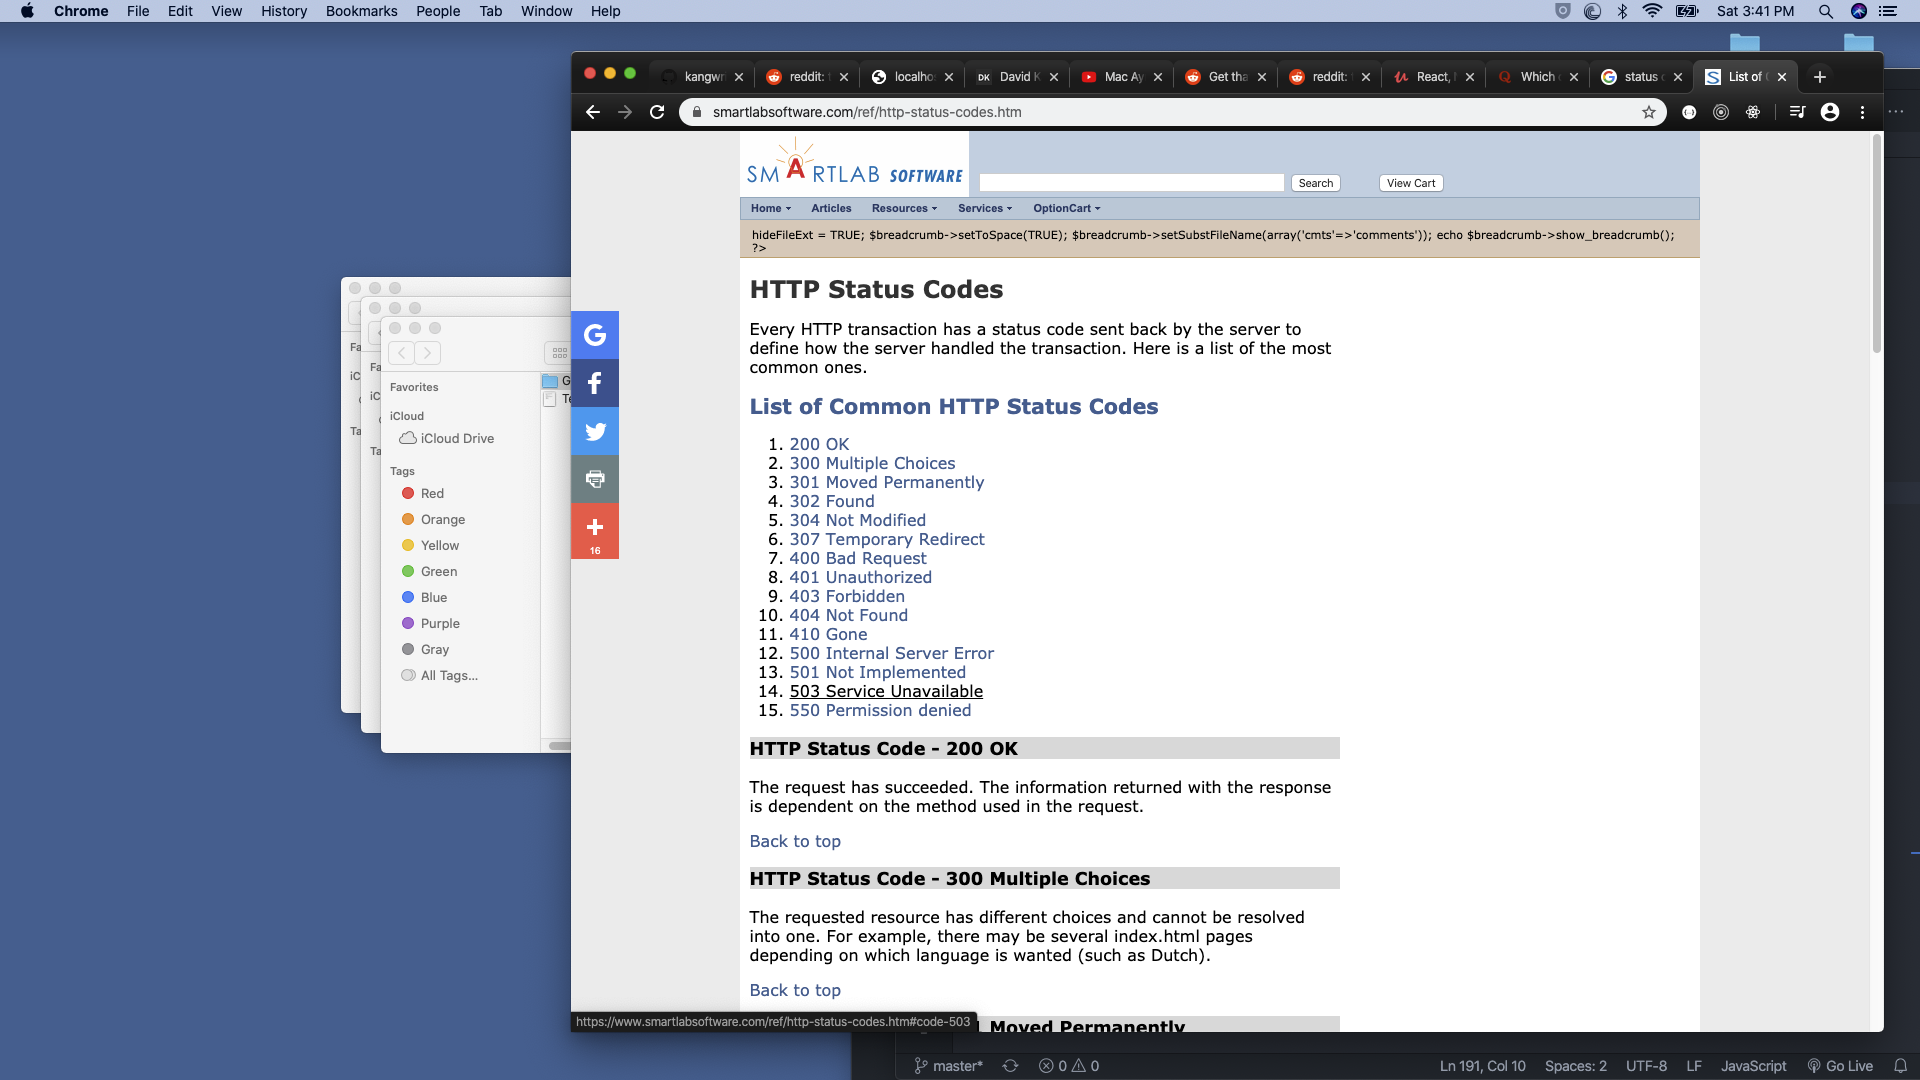 Chrome File Edit View History Bookmarks People Tab Window Help
Sat 3:41 PM
kangwr
reddit: 
localho
DK David K
Mac Ay
Get tha
reddit: 
React,
Which
status
List of
smartlabsoftware.com/ref/http-status-codes.htm
SMARTLAB SOFTWARE
Search
View Cart
Home Articles Resources Services OptionCart
hideFileExt = TRUE; $breadcrumb->setToSpace(TRUE); $breadcrumb->setSubstFileName(array('cmts'=>'comments')); echo $breadcrumb->show_breadcrumb();
?>
HTTP Status Codes
Every HTTP transaction has a status code sent back by the server to
define how the server handled the transaction. Here is a list of the most
common ones.
List of Common HTTP Status Codes
1. 200 OK
2. 300 Multiple Choices
3. 301 Moved Permanently
4. 302 Found
5. 304 Not Modified
6. 307 Temporary Redirect
7. 400 Bad Request
8. 401 Unauthorized
9. 403 Forbidden
10. 404 Not Found
11. 410 Gone
12. 500 Internal Server Error
13. 501 Not Implemented
14. 503 Service Unavailable
15. 550 Permission denied
HTTP Status Code - 200 OK
The request has succeeded. The information returned with the response
is dependent on the method used in the request.
Back to top
HTTP Status Code - 300 Multiple Choices
The requested resource has different choices and cannot be resolved
into one. For example, there may be several index.html pages
depending on which language is wanted (such as Dutch).
Back to top
Moved Permanently
https://www.smartlabsoftware.com/ref/http-status-codes.htm#code-503
16
Fa
iC
Ta
Fa
iC
Ta
Favorites
iCloud
iCloud Drive
Tags
Red
Orange
Yellow
Green
Blue
Purple
Gray
All Tags...
G
Te
master* 0 0
Ln 191, Col 10 Spaces: 2 UTF-8 LF JavaScript Go Live